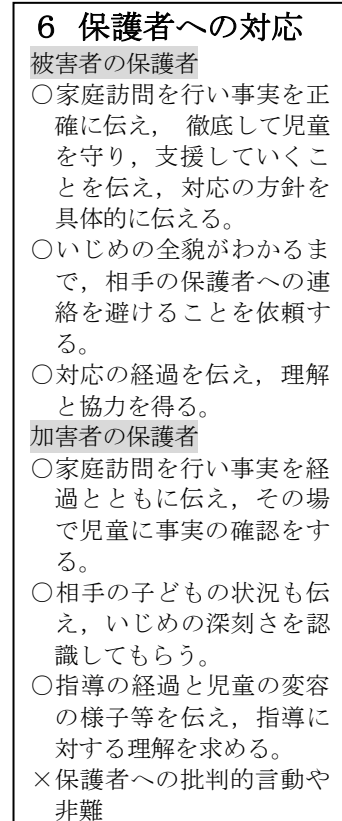 ６ 保護者への対応
被害者の保護者
○家庭訪問を行い事実を正
確に伝え， 徹底して児童
を守り，支援していくこ
とを伝え，対応の方針を
具体的に伝える。
○いじめの全貌がわかるま
で，相手の保護者への連
絡を避けることを依頼す
る。
○対応の経過を伝え，理解
と協力を得る。
加害者の保護者
○家庭訪問を行い事実を経
過とともに伝え，その場
で児童に事実の確認をす
る。
○相手の子どもの状況も伝
え，いじめの深刻さを認
識してもらう。
○指導の経過と児童の変容
の様子等を伝え，指導に
対する理解を求める。
×保護者への批判的言動や
非難